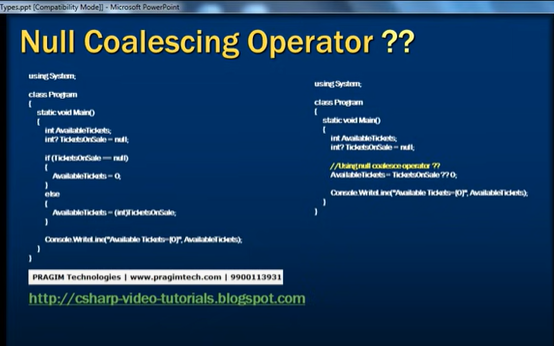 Types.ppt [Compatibility Mode]] - Microsoft PowerPoint
Null Coalescing Operator ??
using System;
class Program
{
static void Main()
{
int AvailableTickets;
int? TicketsOnSale = null;
if (TicketsOnSale == null)
{
AvailableTickets = 0;
}
else
{
AvailableTickets = (int)TicketsOnSale;
}
Console.WriteLine("Available Tickets={0}", AvailableTickets);
}
}
using System;
class Program
{
static void Main()
{
int AvailableTickets;
int? TicketsOnSale = null;
//Using null coalesce operator ??
AvailableTickets = TicketsOnSale ?? 0;
Console.WriteLine("Available Tickets={0}", AvailableTickets);
}
}
PRAGIM Technologies | www.pragimtech.com | 9900113931
http://csharp-video-tutorials.blogspot.com